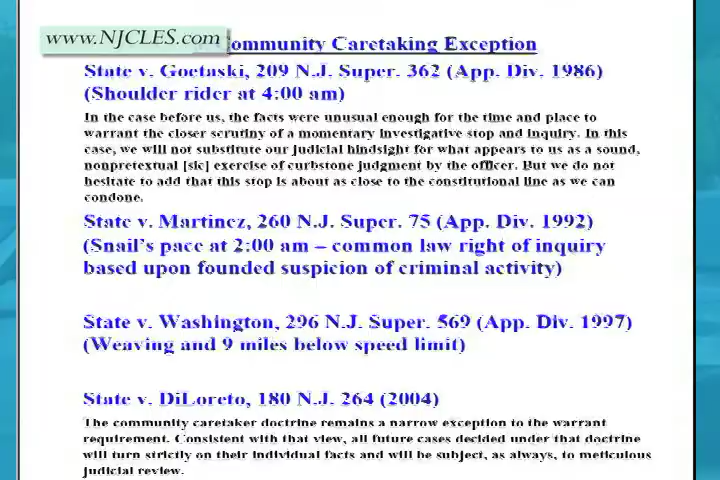 www.NJCLES.com
Community Caretaking Exception
State v. Goetaski, 209 N.J. Super. 362 (App. Div. 1986)
(Shoulder rider at 4:00 am)
In the case before us, the facts were unusual enough for the time and place to
warrant the closer scrutiny of a momentary investigative stop and inquiry. In this
case, we will not substitute our judicial hindsight for what appears to us as a sound,
nonpretextual [sic] exercise of curbstone judgment by the officer. But we do not
hesitate to add that this stop is about as close to the constitutional line as we can
condone.
State v. Martinez, 260 N.J. Super. 75 (App. Div. 1992)
(Snail's pace at 2:00 am – common law right of inquiry
based upon founded suspicion of criminal activity)
State v. Washington, 296 N.J. Super. 569 (App. Div. 1997)
(Weaving and 9 miles below speed limit)
State v. DiLoreto, 180 N.J. 264 (2004)
The community caretaker doctrine remains a narrow exception to the warrant
requirement. Consistent with that view, all future cases decided under that doctrine
will turn strictly on their individual facts and will be subject, as always, to meticulous
judicial review.